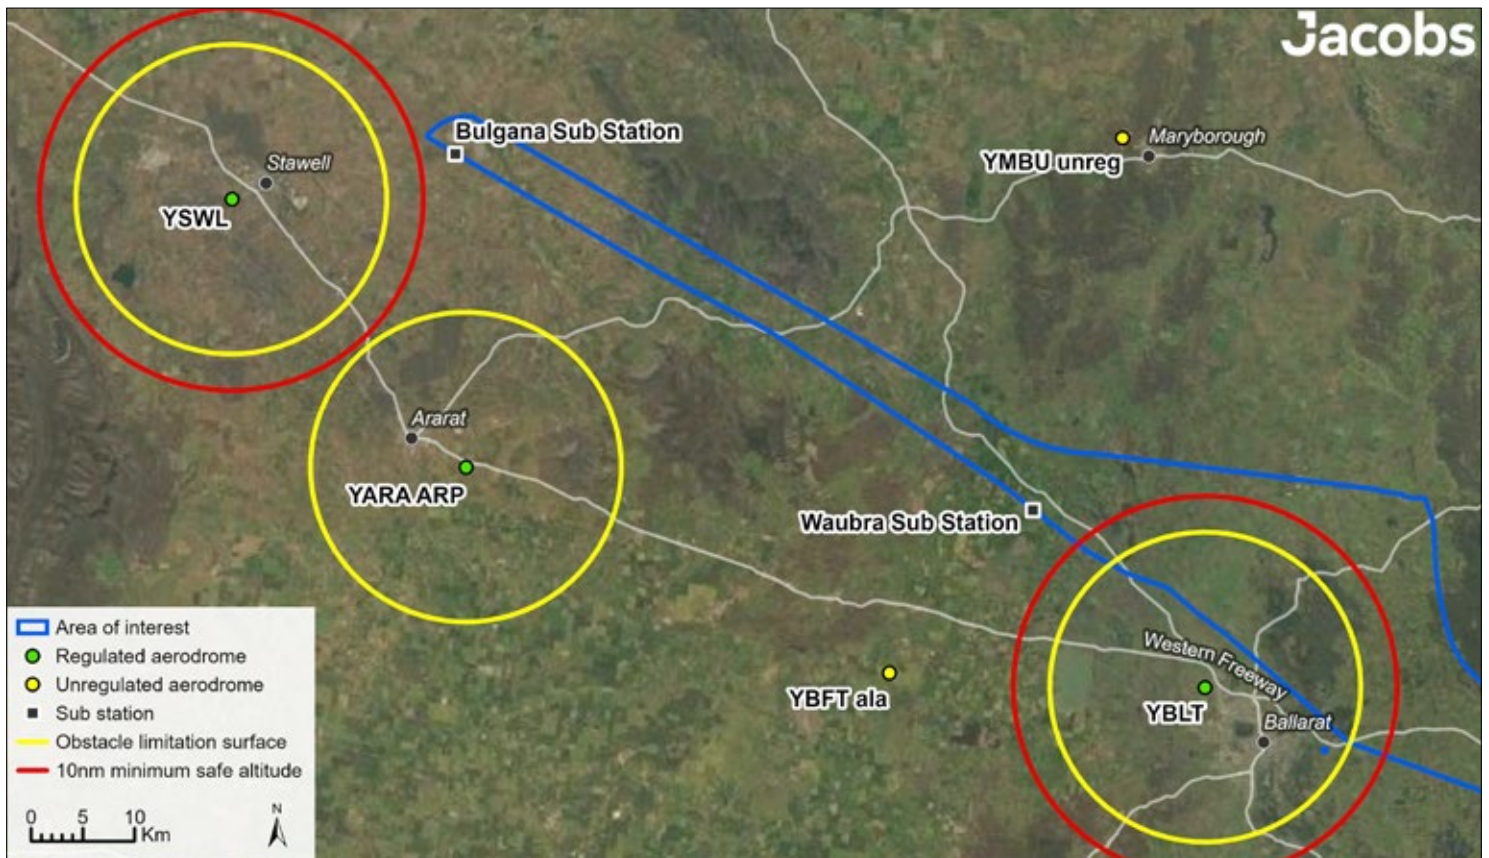 Jacobs
Bulgana Sub Station
Maryborough
YMBU unreg
Stawell
YSWL
Ararat
YARA ARP
Waubra Sub Station
Western Freeway
YBFT ala
YBLT
Ballarat
Area of interest
Regulated aerodrome
Unregulated aerodrome
Sub station
Obstacle limitation surface
10nm minimum safe altitude
0 5 10
Km
N